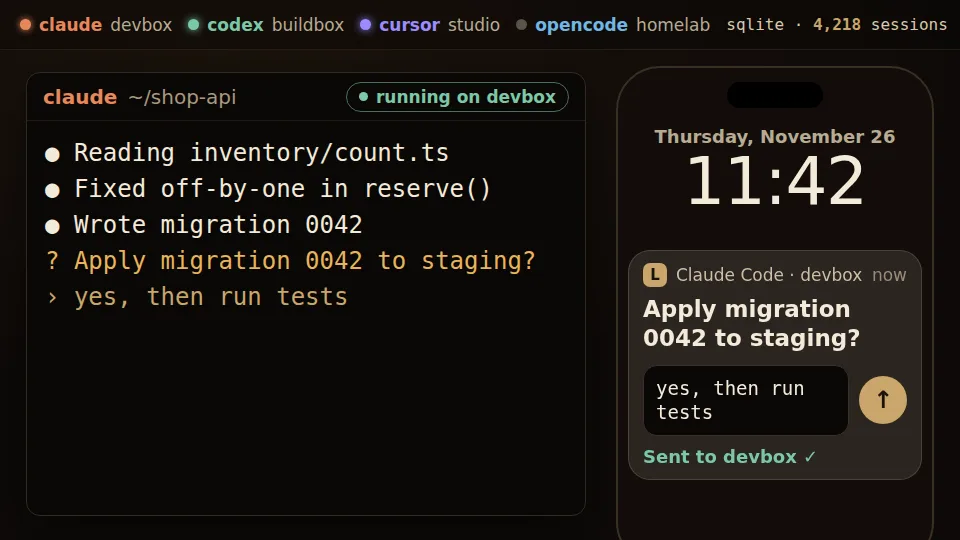 claude devbox codex buildbox cursor studio opencode homelab sqlite · 4,218 sessions
claude ~/shop-api running on devbox
● Reading inventory/count.ts
● Fixed off-by-one in reserve()
● Wrote migration 0042
? Apply migration 0042 to staging?
› yes, then run tests
Thursday, November 26
11:42
L Claude Code · devbox now
Apply migration
0042 to staging?
yes, then run
tests
↑
Sent to devbox ✓